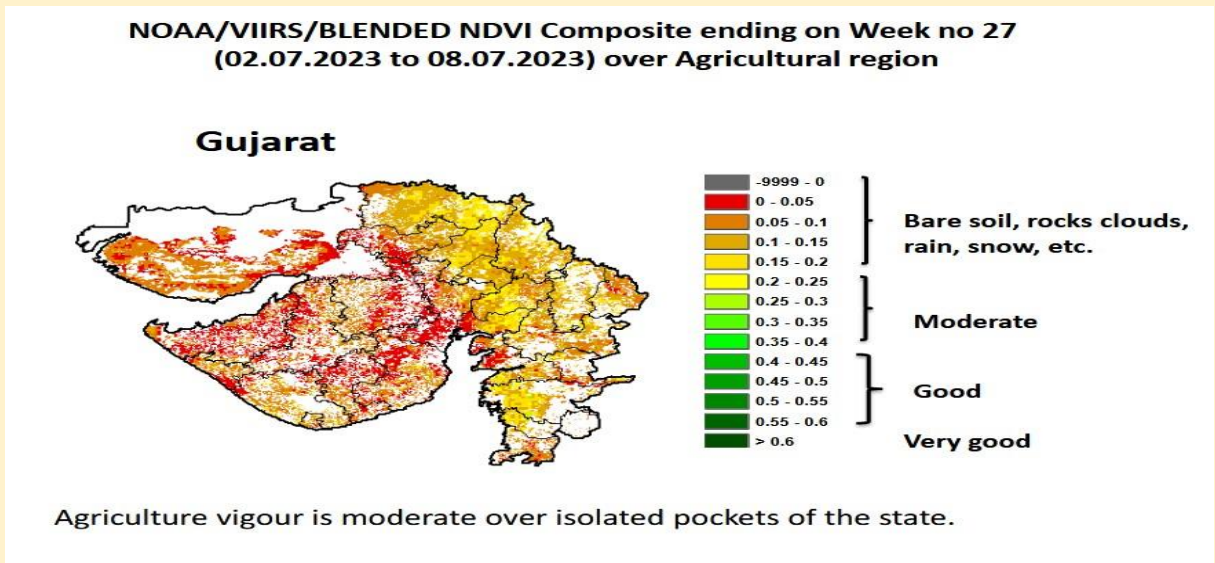 NOAA/VIIRS/BLENDED NDVI Composite ending on Week no 27
(02.07.2023 to 08.07.2023) over Agricultural region
Gujarat
-9999 - 0
0 - 0.05
0.05 - 0.1
0.1 - 0.15
0.15 - 0.2
0.2 - 0.25
0.25 - 0.3
0.3 - 0.35
0.35 - 0.4
0.4 - 0.45
0.45 - 0.5
0.5 - 0.55
0.55 - 0.6
> 0.6
Bare soil, rocks clouds,
rain, snow, etc.
Moderate
Good
Very good
Agriculture vigour is moderate over isolated pockets of the state.